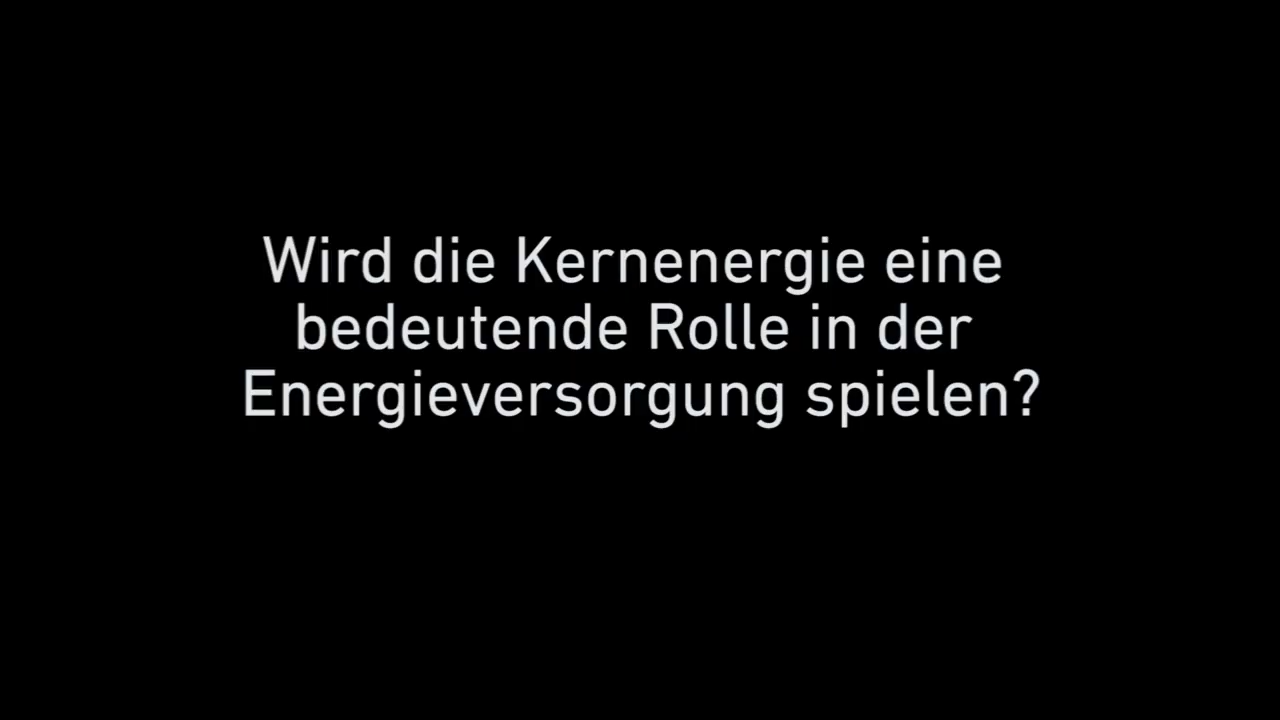 Wird die Kernenergie eine
bedeutende Rolle in der
Energieversorgung spielen?